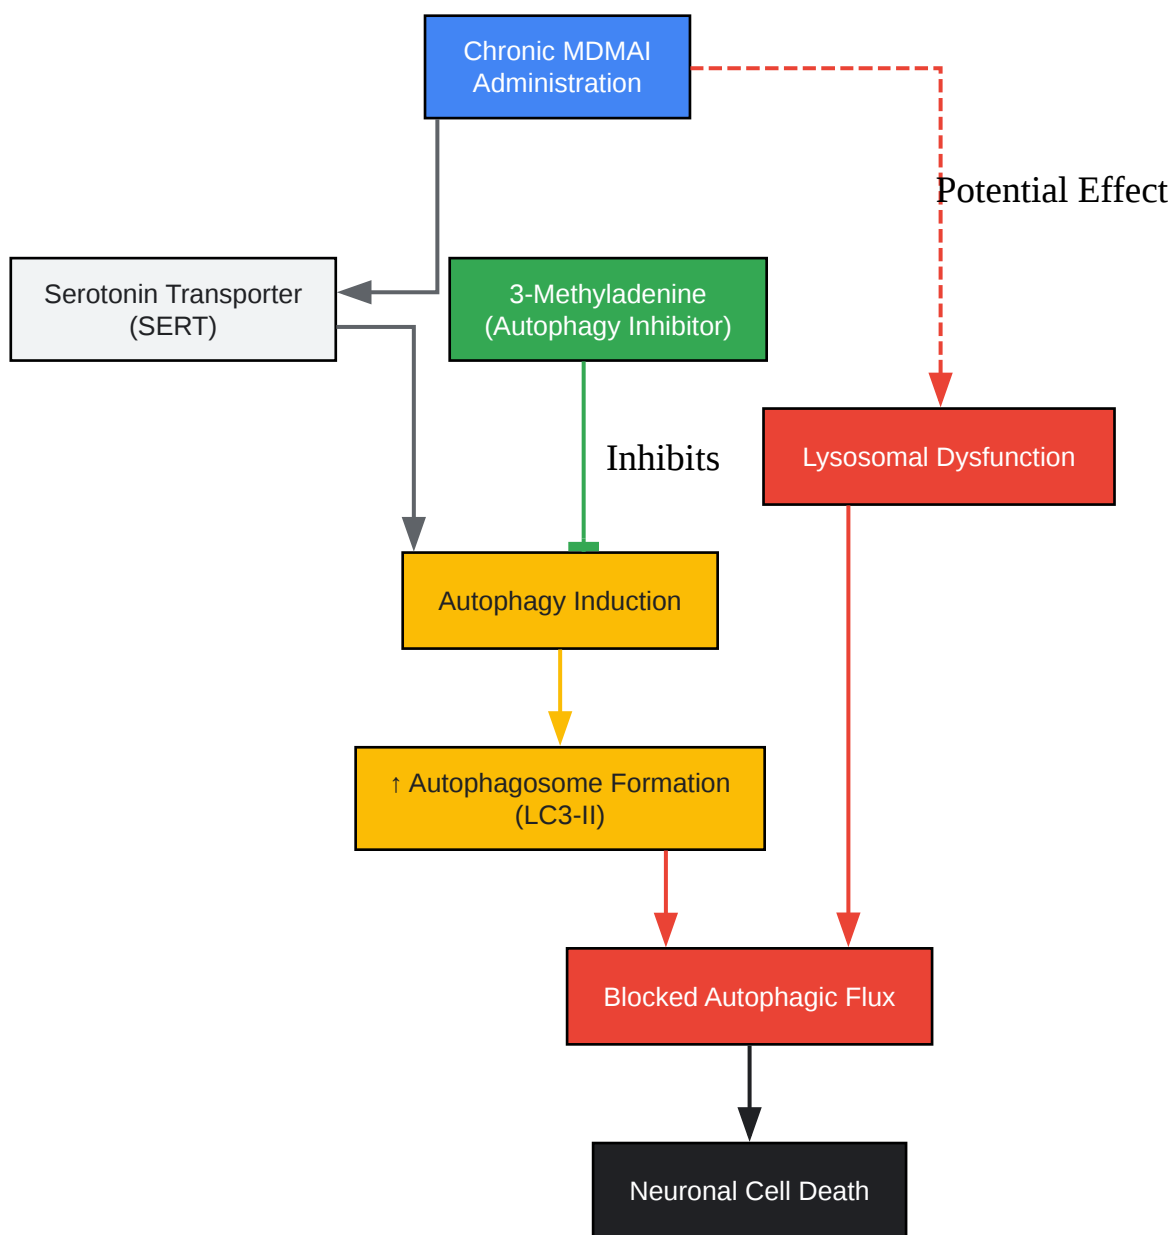 Chronic MDMAI
Administration
Potential Effect
Serotonin Transporter
(SERT)
3-Methyladenine
(Autophagy Inhibitor)
Inhibits
Lysosomal Dysfunction
Autophagy Induction
↑ Autophagosome Formation
(LC3-II)
Blocked Autophagic Flux
Neuronal Cell Death